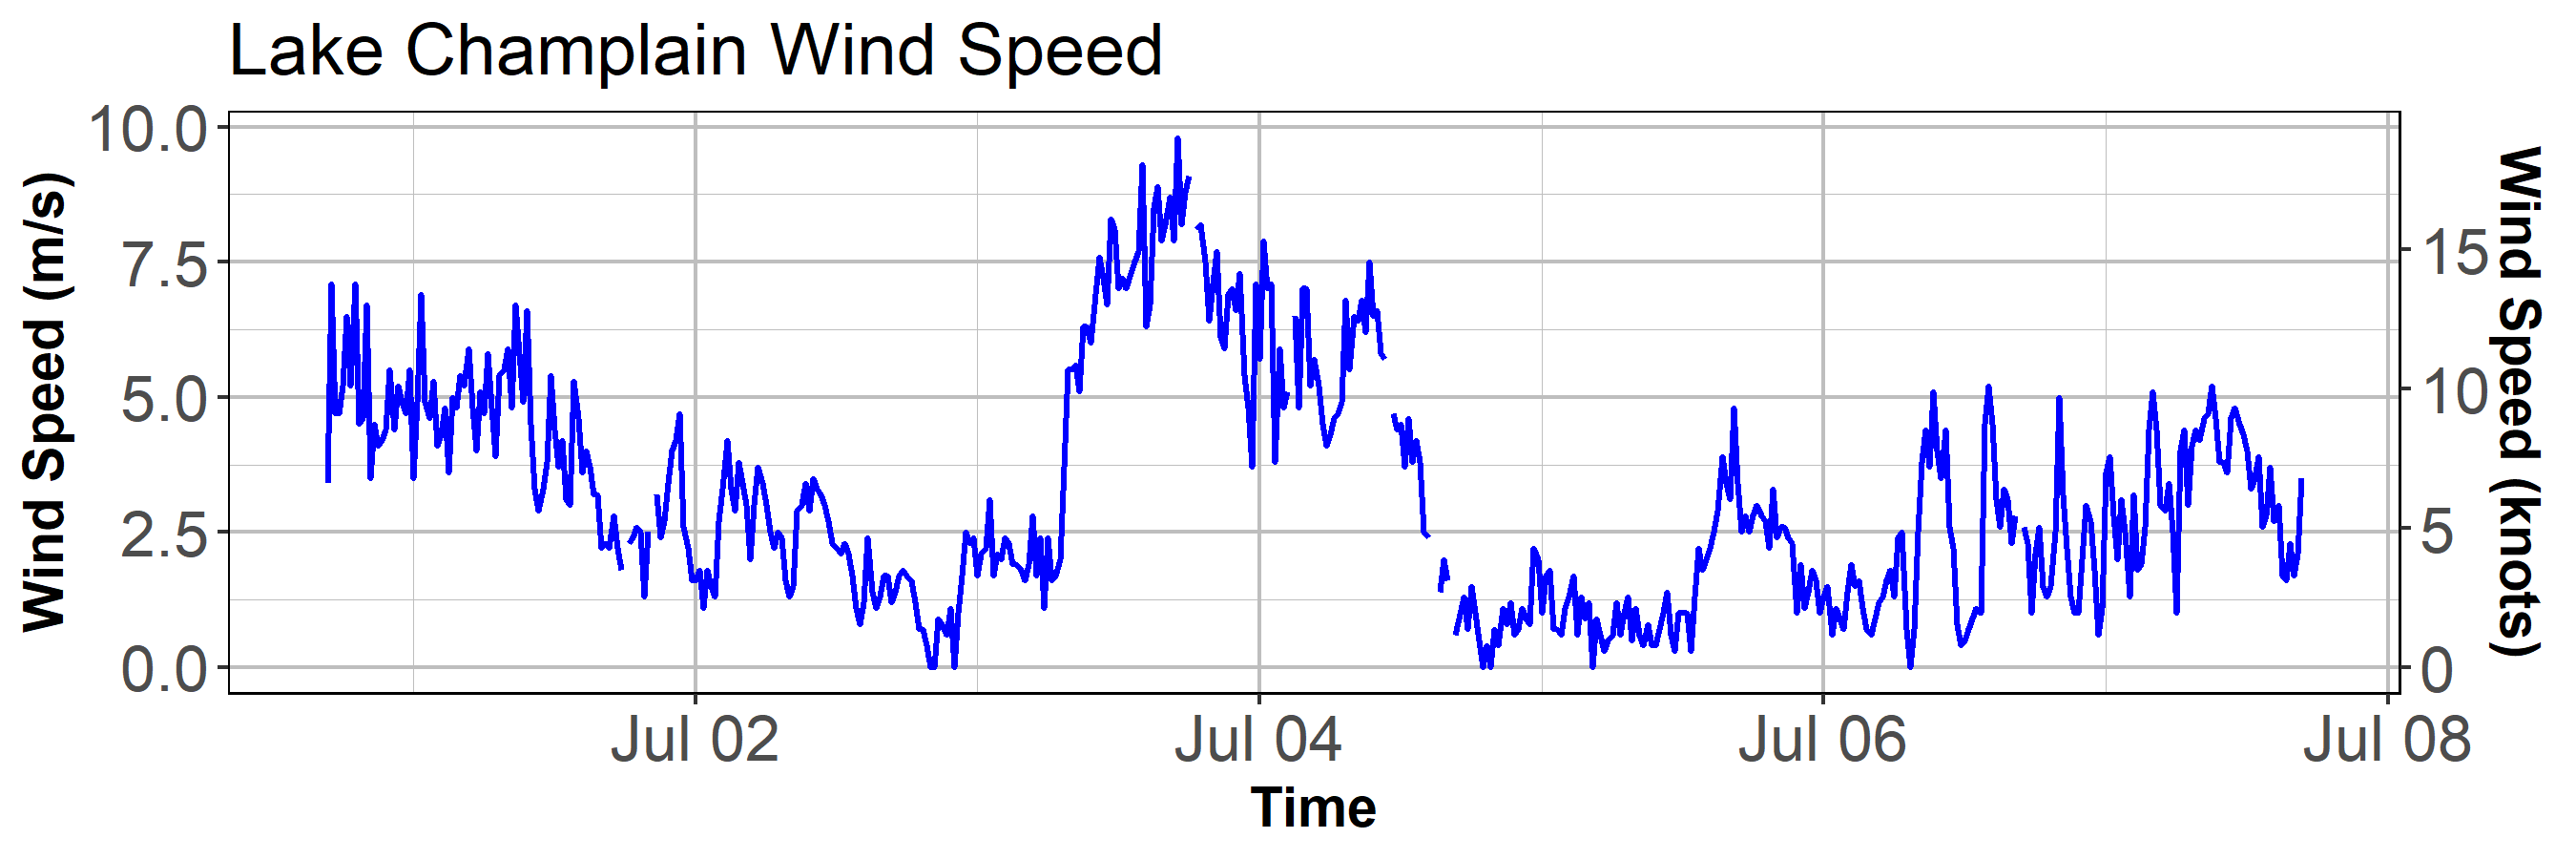 Lake Champlain Wind Speed
Wind Speed (m/s)
10.0
7.5
5.0
2.5
0.0
Wind Speed (knots)
15
10
5
0
Jul 02
Jul 04
Jul 06
Jul 08
Time